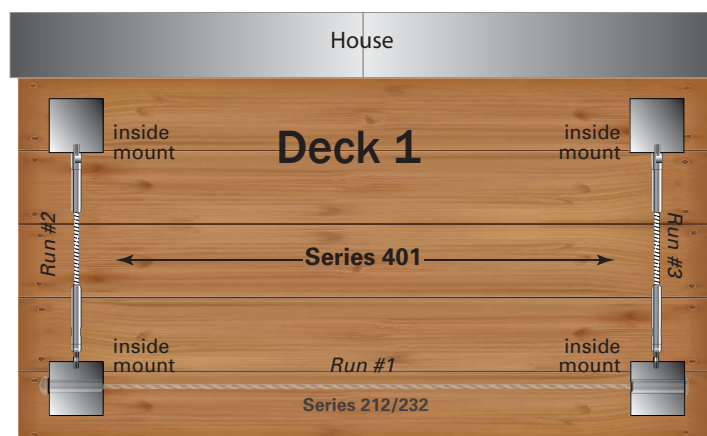 House
inside
mount
Deck 1
inside
mount
Run #2
Series 401
Run #3
inside
mount
Run #1
inside
mount
Series 212/232